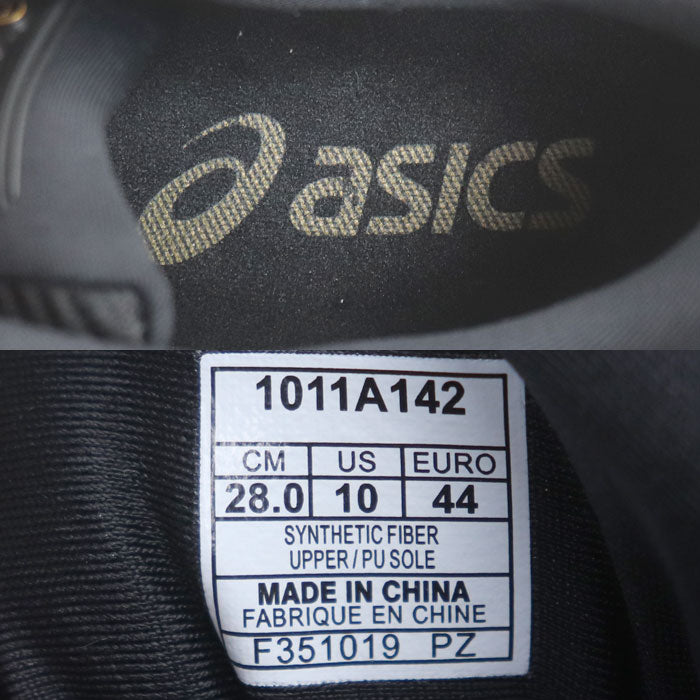 asics
1011A142
CM US EURO
28.0 10 44
SYNTHETIC FIBER
UPPER/PU SOLE
MADE IN CHINA
FABRIQUE EN CHINE
F351019 PZ